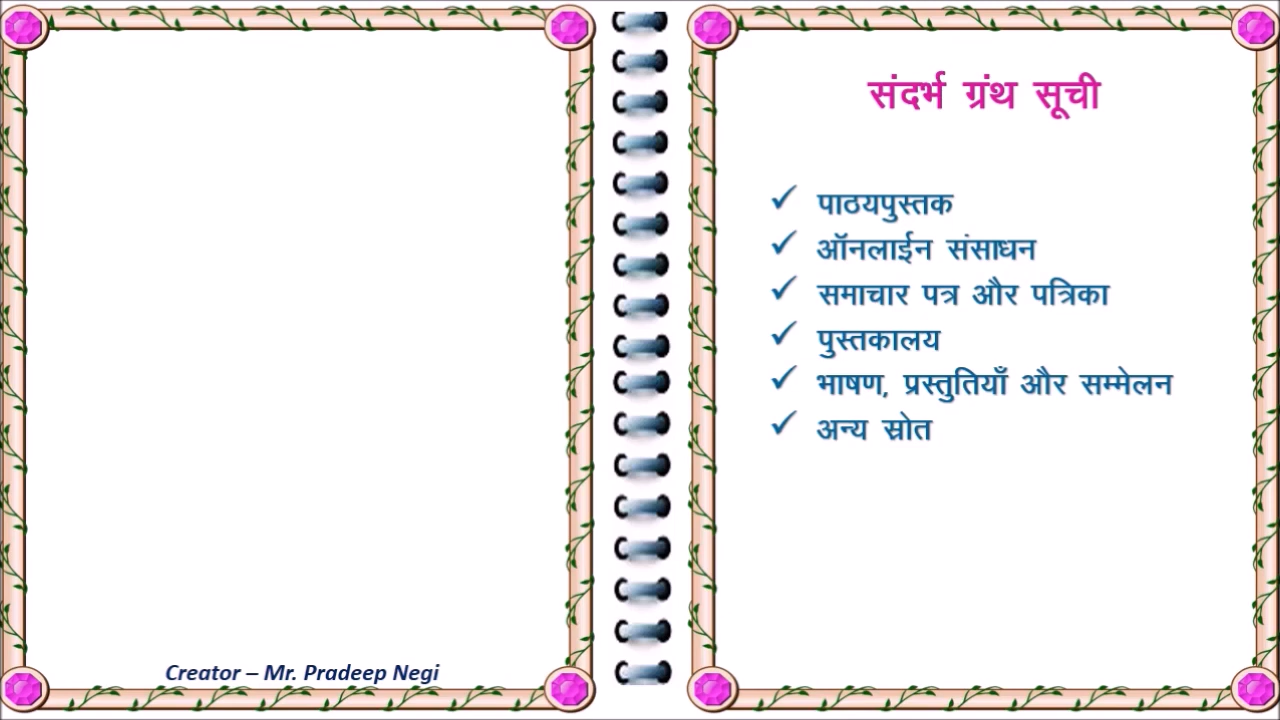 Creator – Mr. Pradeep Negi
संदर्भ ग्रंथ सूची
✓ पाठयपुस्तक
✓ ऑनलाईन संसाधन
✓ समाचार पत्र और पत्रिका
✓ पुस्तकालय
✓ भाषण, प्रस्तुतियाँ और सम्मेलन
✓ अन्य स्रोत